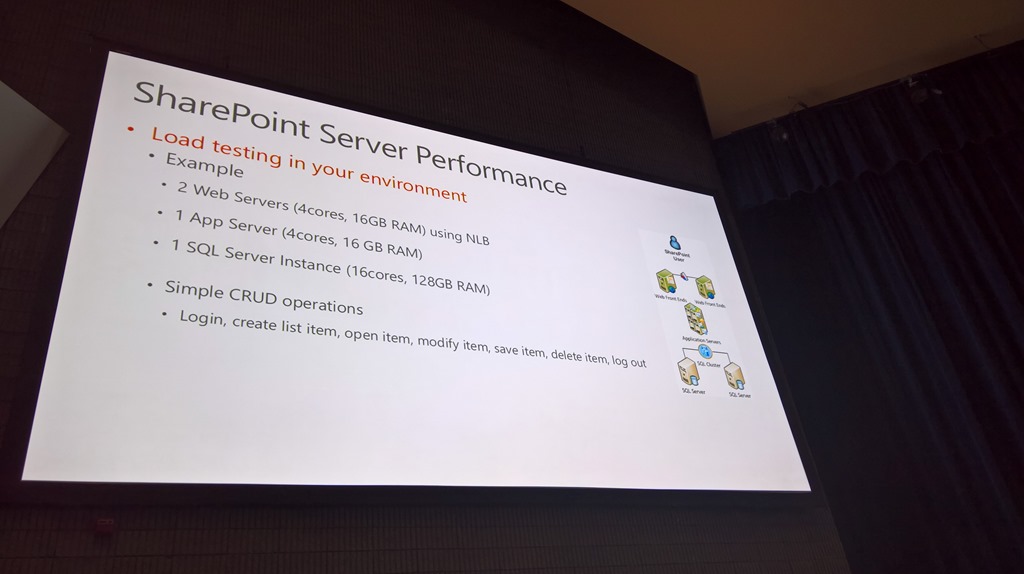 SharePoint Server Performance
• Load testing in your environment
• Example
• 2 Web Servers (4cores, 16GB RAM) using NLB
• 1 App Server (4cores, 16 GB RAM)
• 1 SQL Server Instance (16cores, 128GB RAM)
• Simple CRUD operations
• Login, create list item, open item, modify item, save item, delete item, log out
SharePoint
User
Web Front Ends
Web Front Ends
Application Servers
SQL Cluster
SQL Server
SQL Server